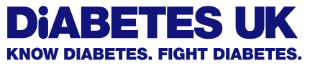 DiABETES UK
KNOW DIABETES. FIGHT DIABETES.